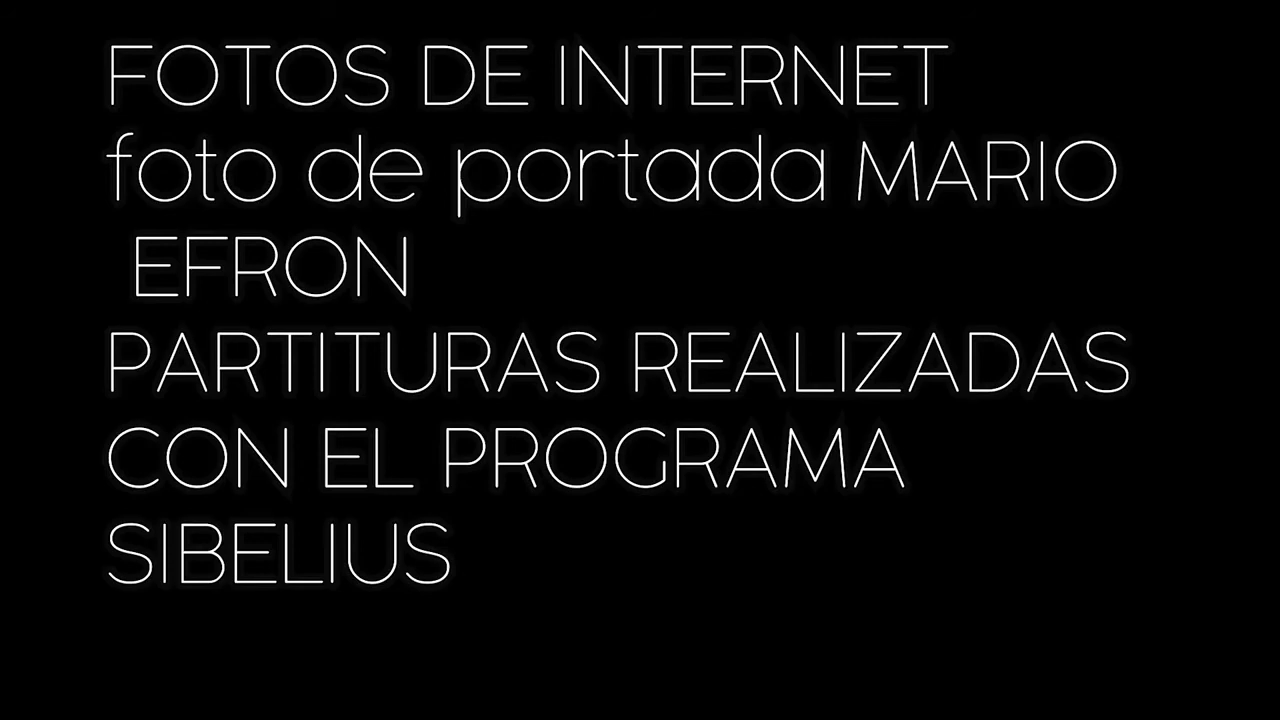 FOTOS DE INTERNET
foto de portada MARIO
EFRON
PARTITURAS REALIZADAS
CON EL PROGRAMA
SIBELIUS